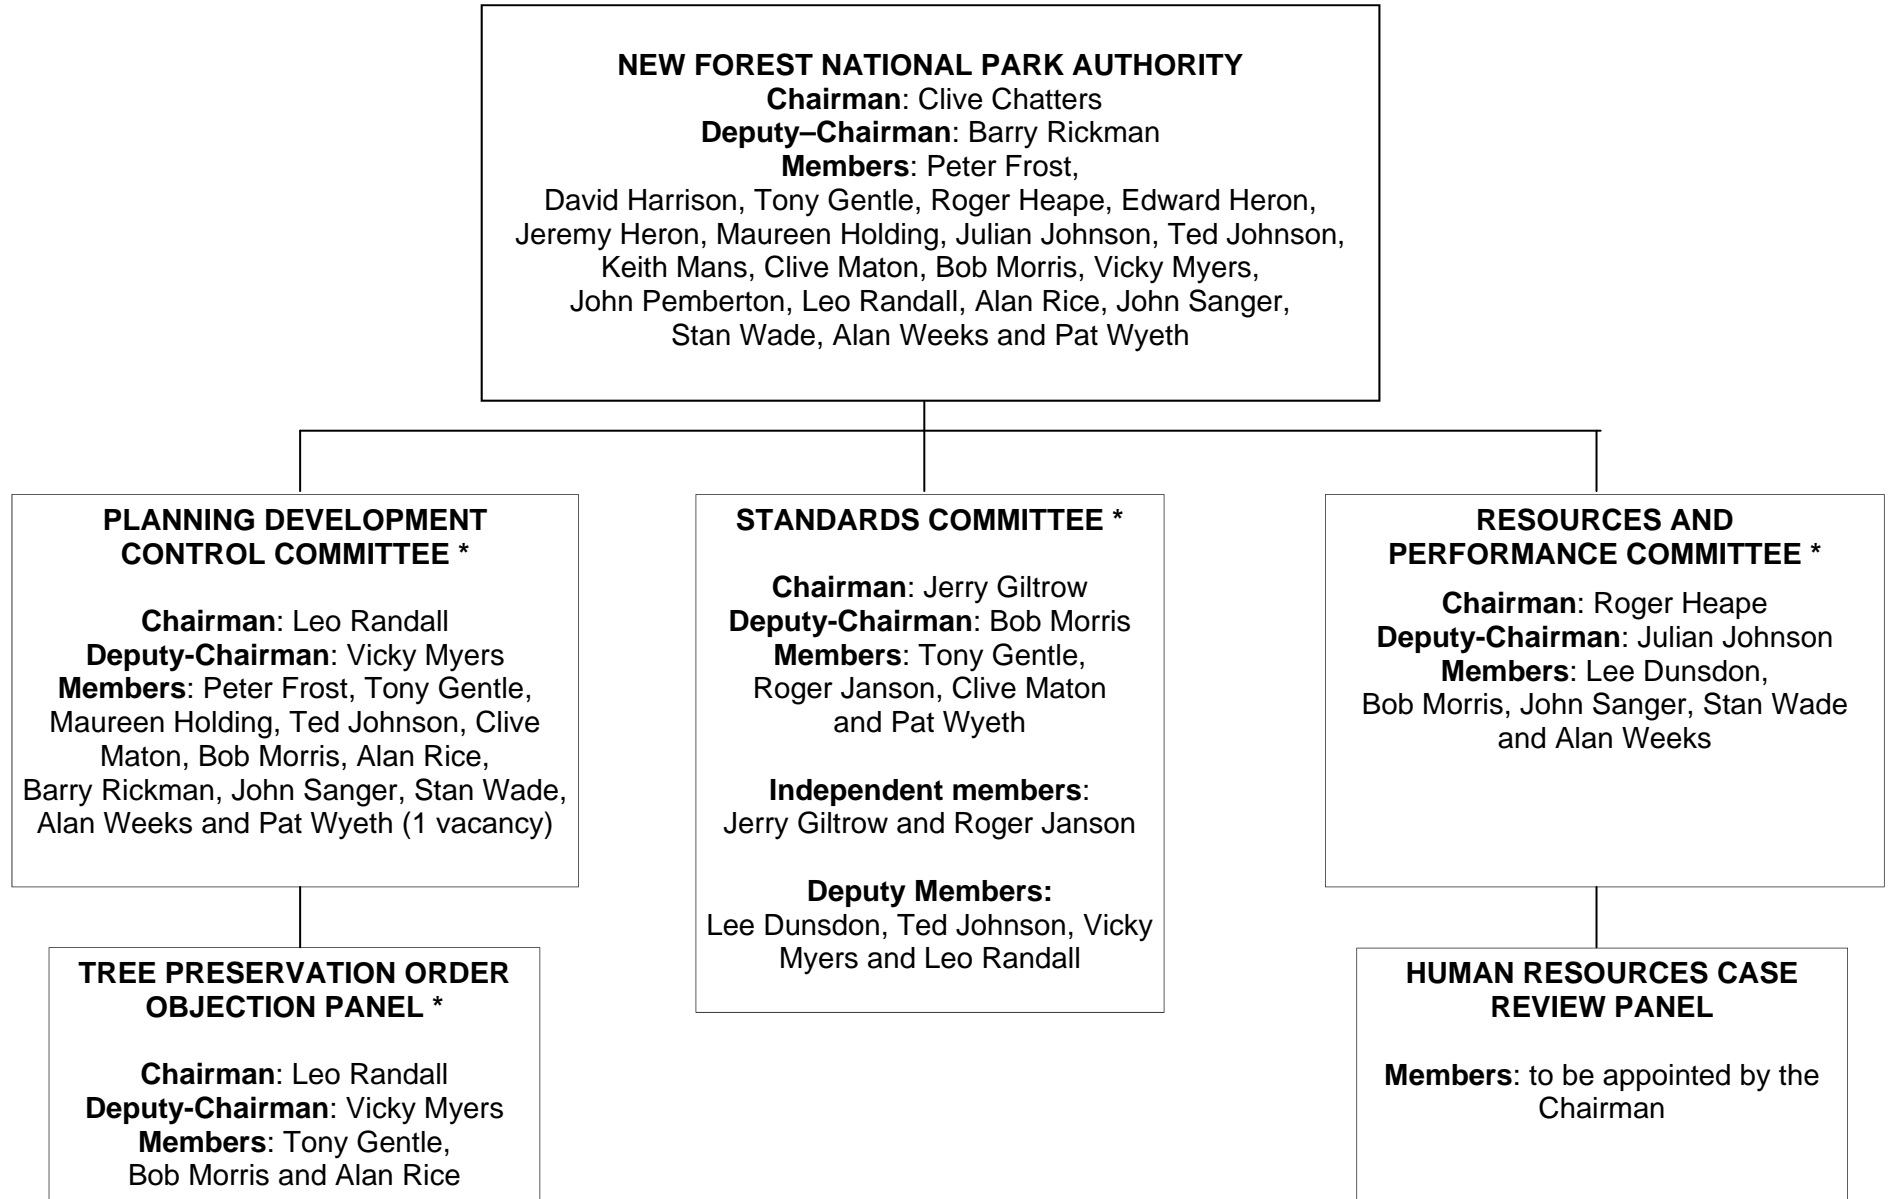 NEW FOREST NATIONAL PARK AUTHORITY
Chairman: Clive Chatters
Deputy–Chairman: Barry Rickman
Members: Peter Frost,
David Harrison, Tony Gentle, Roger Heape, Edward Heron,
Jeremy Heron, Maureen Holding, Julian Johnson, Ted Johnson,
Keith Mans, Clive Maton, Bob Morris, Vicky Myers,
John Pemberton, Leo Randall, Alan Rice, John Sanger,
Stan Wade, Alan Weeks and Pat Wyeth
PLANNING DEVELOPMENT
CONTROL COMMITTEE *
Chairman: Leo Randall
Deputy-Chairman: Vicky Myers
Members: Peter Frost, Tony Gentle,
Maureen Holding, Ted Johnson, Clive
Maton, Bob Morris, Alan Rice,
Barry Rickman, John Sanger, Stan Wade,
Alan Weeks and Pat Wyeth (1 vacancy)
STANDARDS COMMITTEE *
Chairman: Jerry Giltrow
Deputy-Chairman: Bob Morris
Members: Tony Gentle,
Roger Janson, Clive Maton
and Pat Wyeth
Independent members:
Jerry Giltrow and Roger Janson
Deputy Members:
Lee Dunsdon, Ted Johnson, Vicky
Myers and Leo Randall
RESOURCES AND
PERFORMANCE COMMITTEE *
Chairman: Roger Heape
Deputy-Chairman: Julian Johnson
Members: Lee Dunsdon,
Bob Morris, John Sanger, Stan Wade
and Alan Weeks
TREE PRESERVATION ORDER
OBJECTION PANEL *
Chairman: Leo Randall
Deputy-Chairman: Vicky Myers
Members: Tony Gentle,
Bob Morris and Alan Rice
HUMAN RESOURCES CASE
REVIEW PANEL
Members: to be appointed by the
Chairman